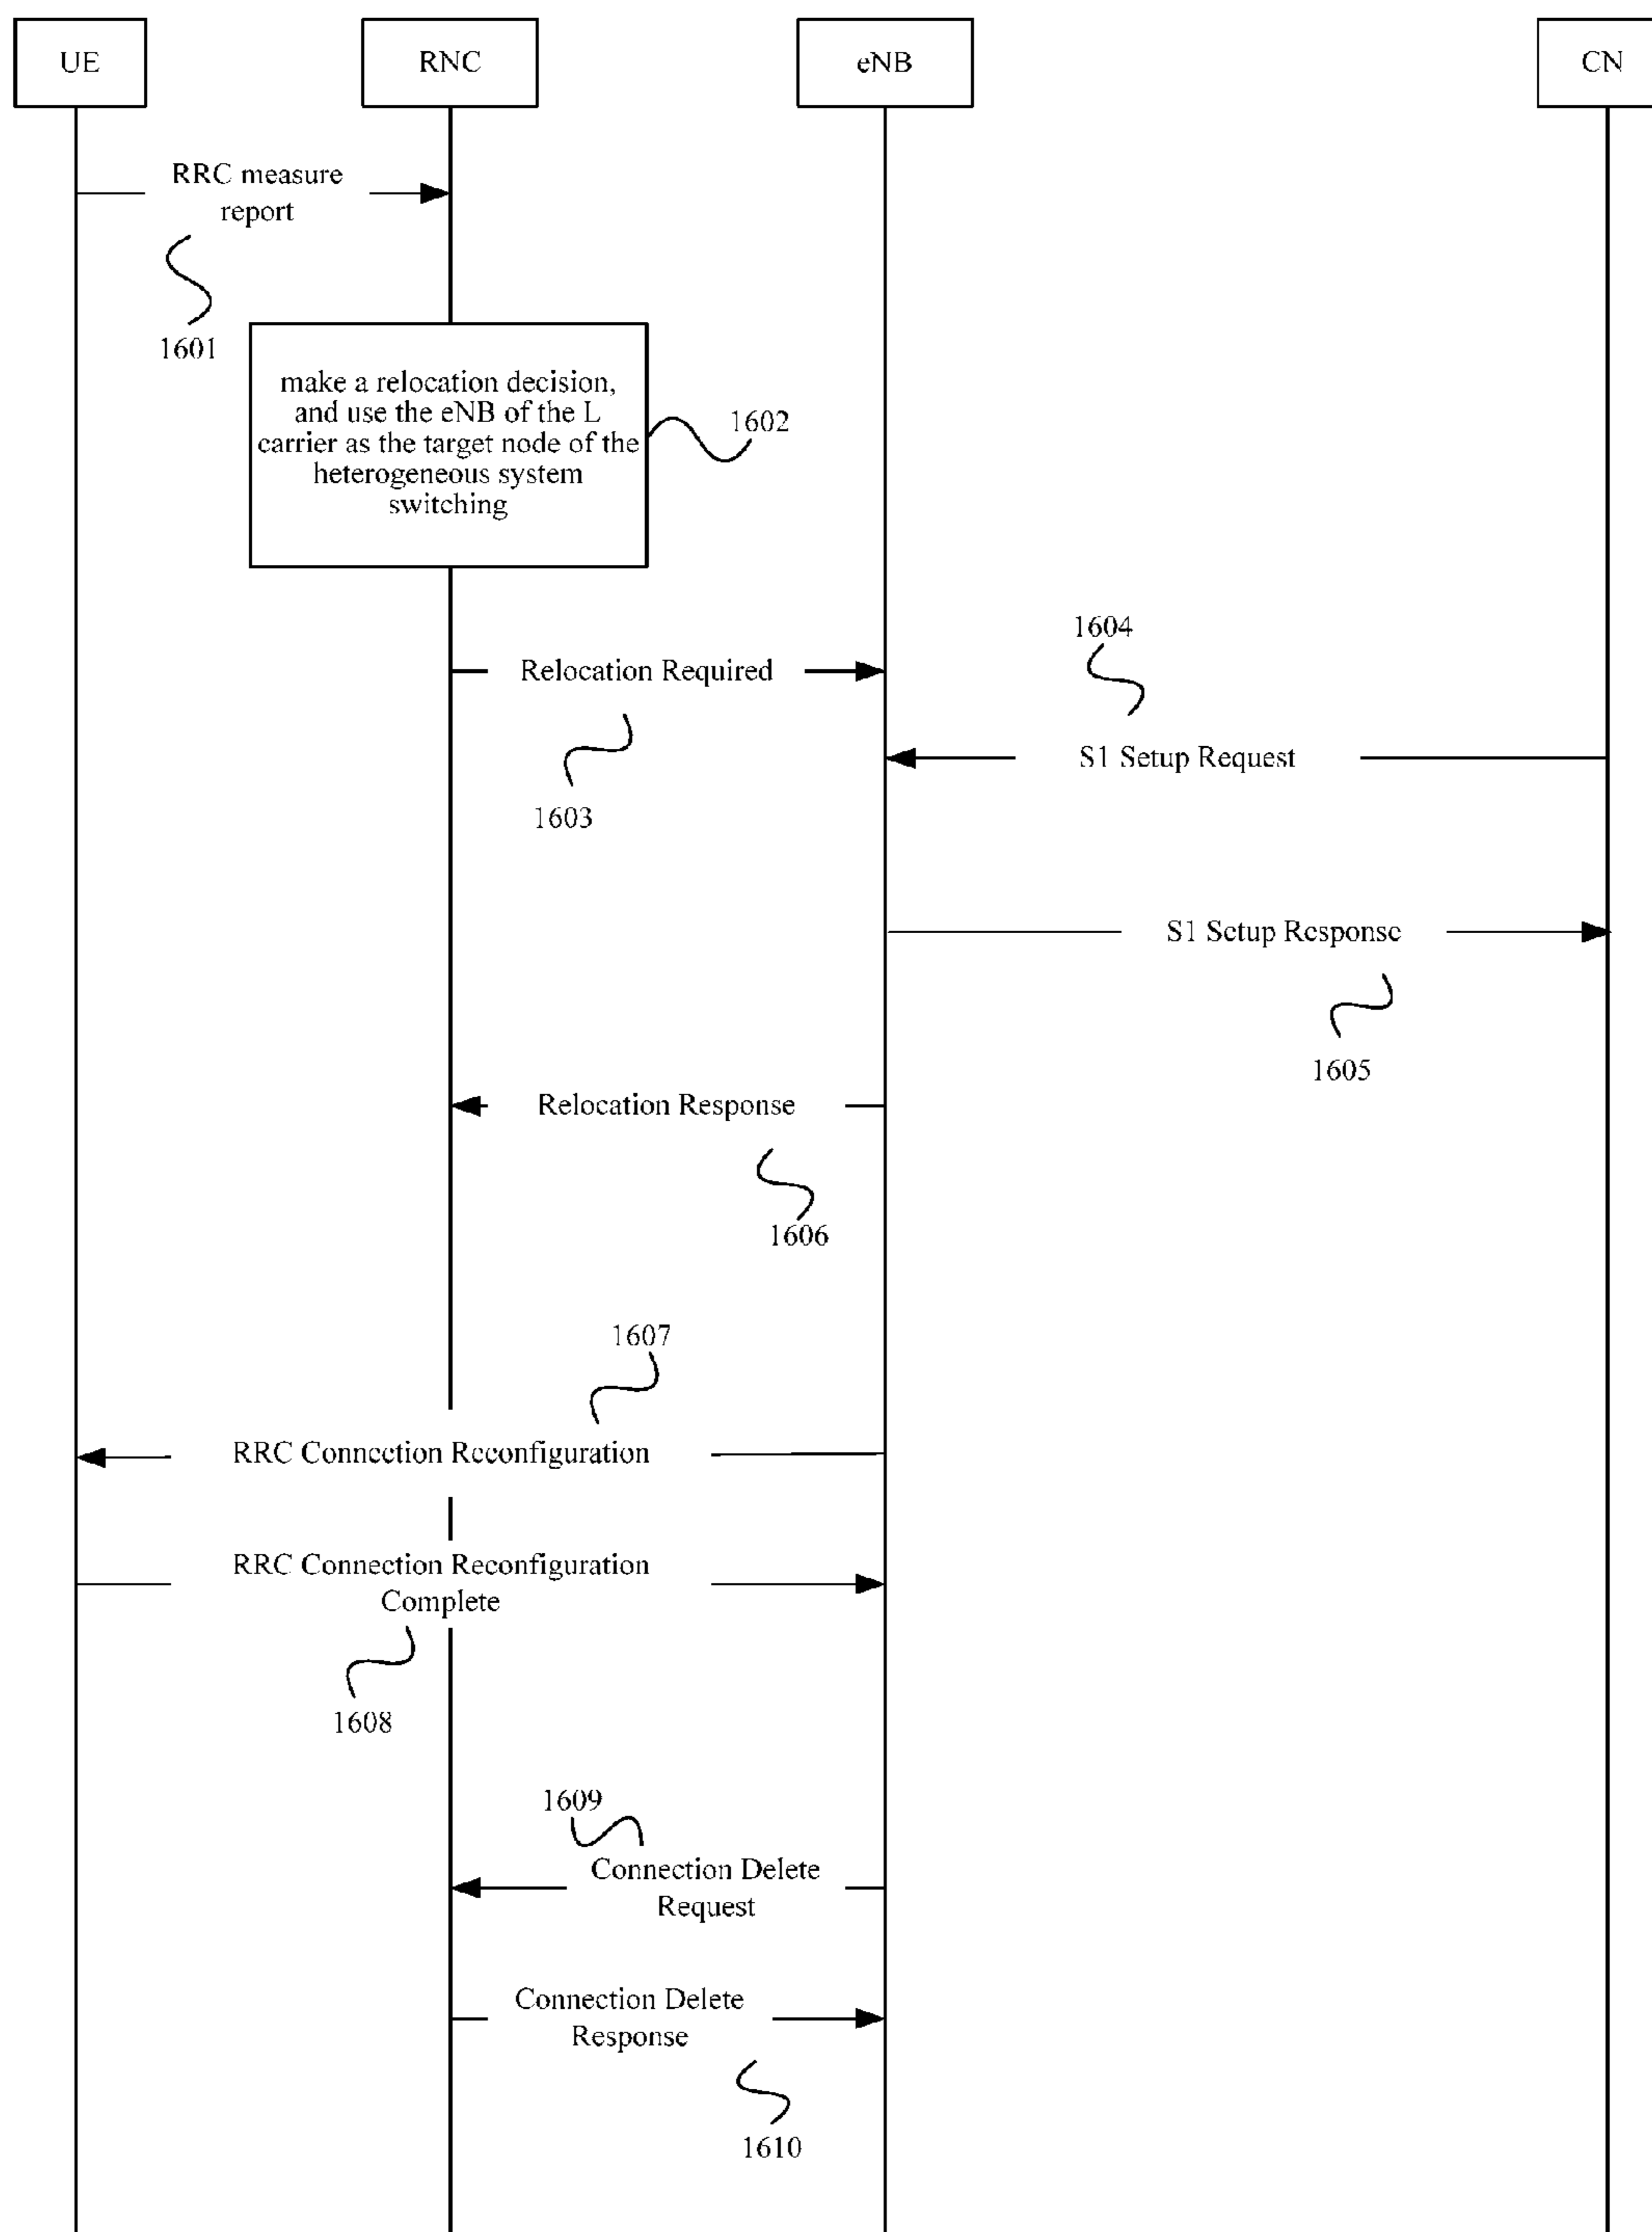 UE
RNC
eNB
CN
RRC measure
report
1601
make a relocation decision,
and use the eNB of the L
carrier as the target node of the
heterogeneous system
switching
1602
1604
Relocation Required
S1 Setup Request
1603
S1 Setup Response
1605
Relocation Response
1606
1607
RRC Connection Reconfiguration
RRC Connection Reconfiguration
Complete
1608
1609
Connection Delete
Request
Connection Delete
Response
1610